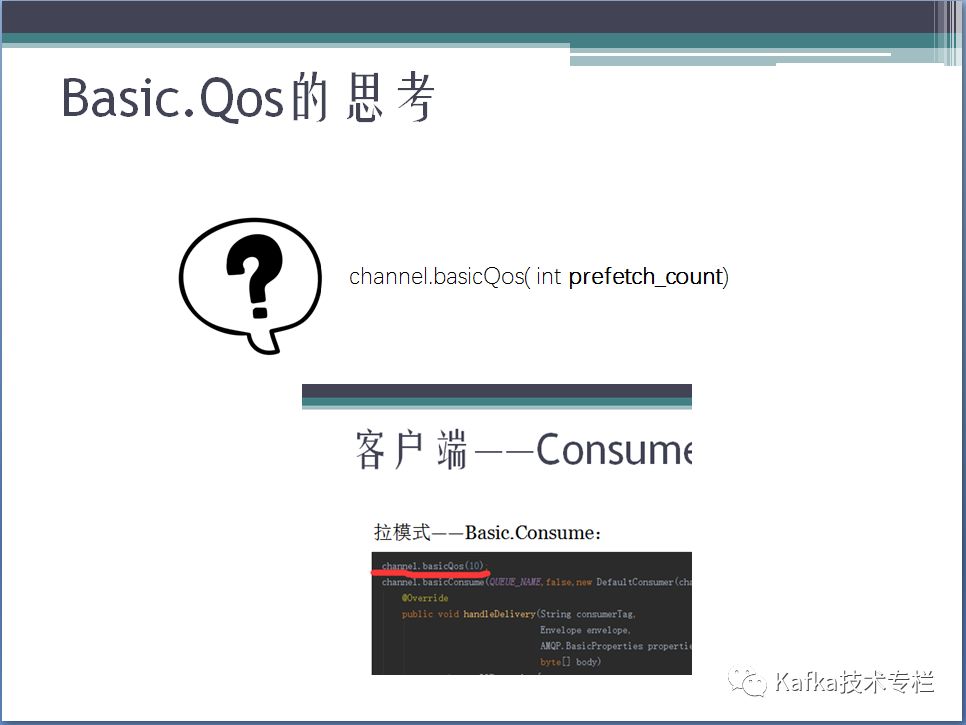 Basic.Qos的思考
?
channel.basicQos( int prefetch_count)
客户端——Consume
拉模式——Basic.Consume:
channel.basicQos(10);
channel.basicConsume(QUEUE_NAME,false,new DefaultConsumer(cha
@Override
public void handleDelivery(String consumerTag,
Envelope envelope,
AMQP.BasicProperties propertie
byte[] body)
Kafka技术专栏